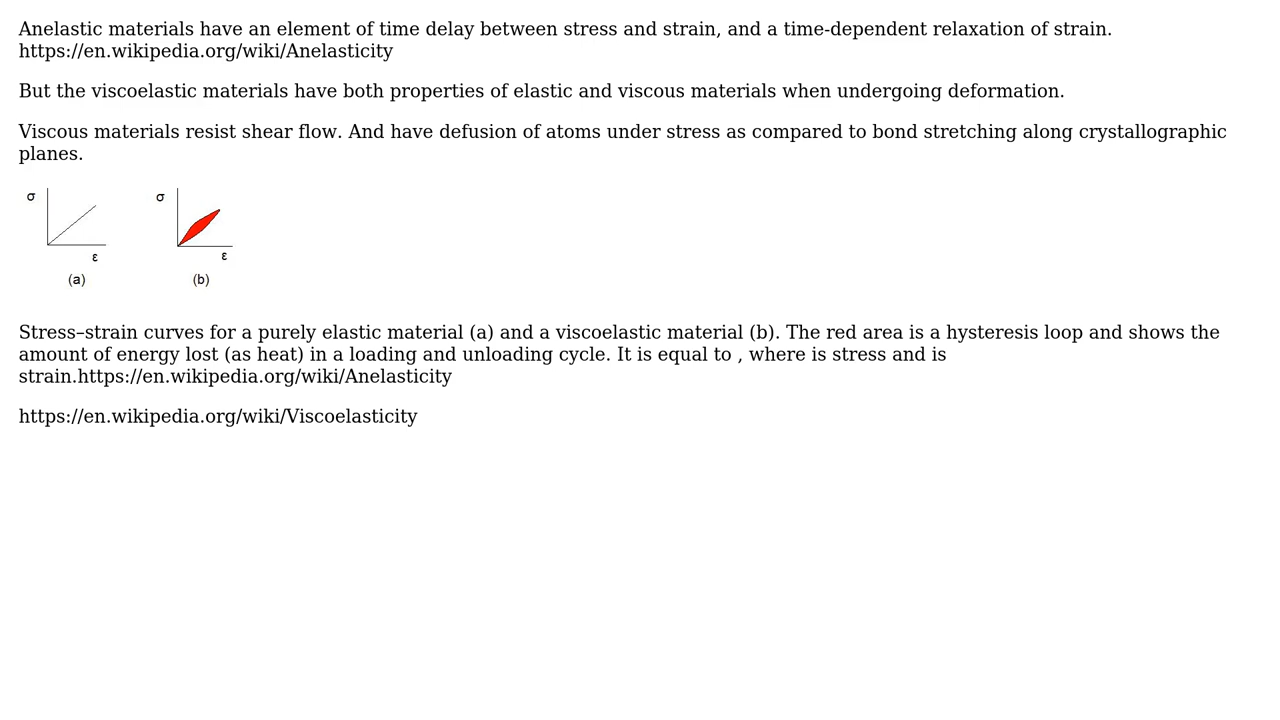 Anelastic materials have an element of time delay between stress and strain, and a time-dependent relaxation of strain.
https://en.wikipedia.org/wiki/Anelasticity
But the viscoelastic materials have both properties of elastic and viscous materials when undergoing deformation.
Viscous materials resist shear flow. And have defusion of atoms under stress as compared to bond stretching along crystallographic
planes.
σ σ
ε ε
(a) (b)
Stress–strain curves for a purely elastic material (a) and a viscoelastic material (b). The red area is a hysteresis loop and shows the
amount of energy lost (as heat) in a loading and unloading cycle. It is equal to , where is stress and is
strain.https://en.wikipedia.org/wiki/Anelasticity
https://en.wikipedia.org/wiki/Viscoelasticity